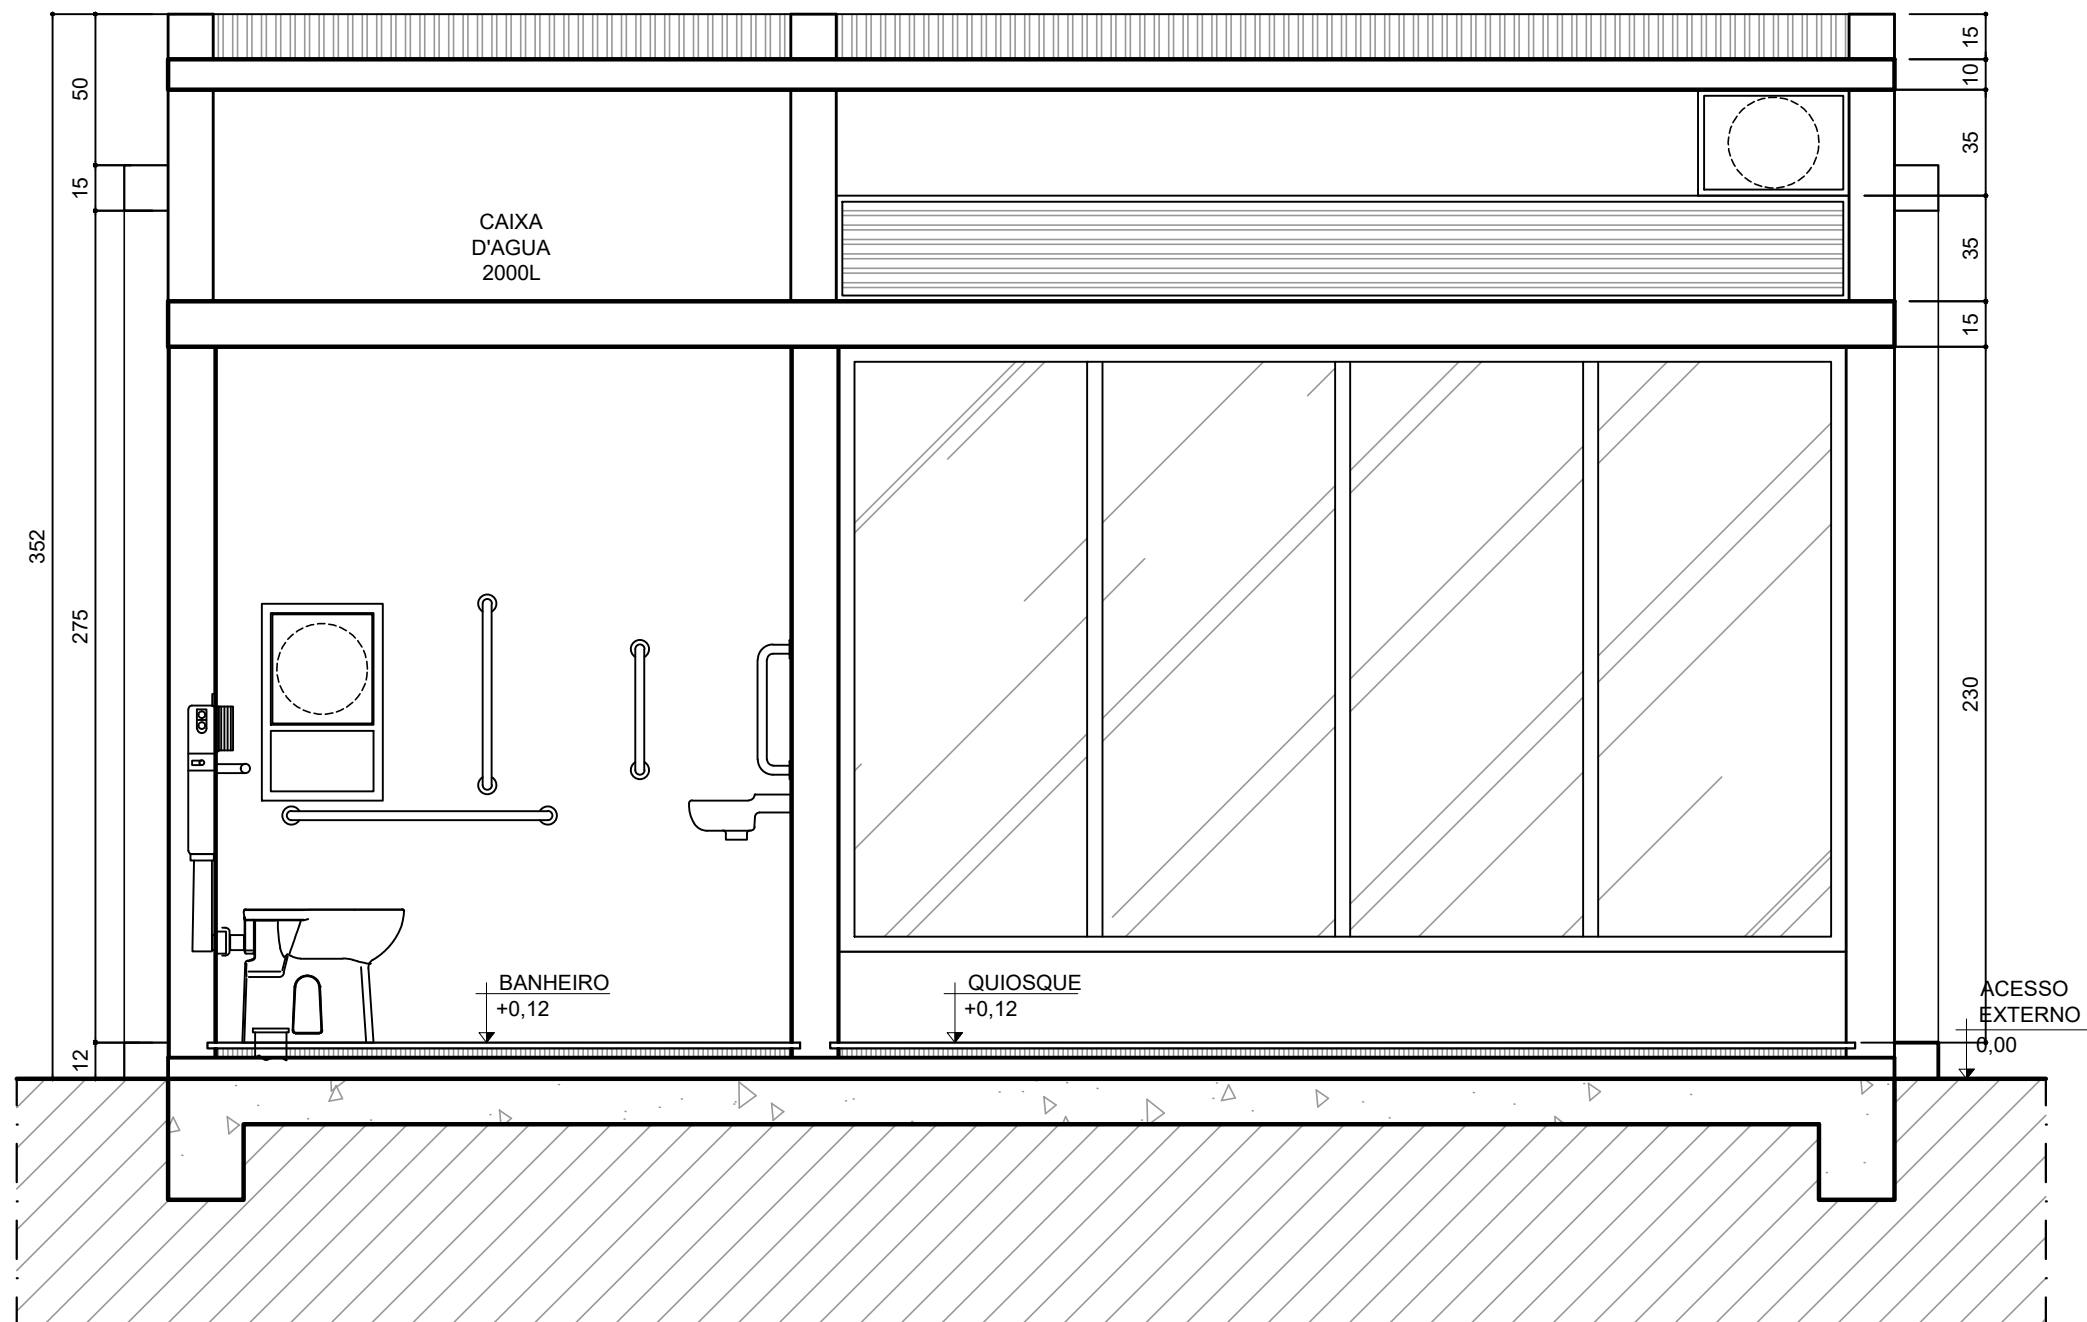 50
15
352
275
12
15
10
35
35
15
230
CAIXA
D'AGUA
2000L
BANHEIRO
+0,12
QUIOSQUE
+0,12
ACESSO
EXTERNO
0,00